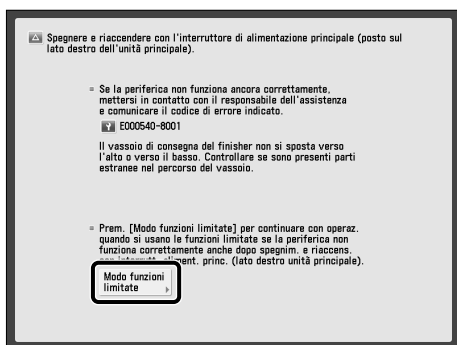 Spegnere e riaccendere con l'interruttore di alimentazione principale (posto sul
lato destro dell'unità principale).
Se la periferica non funziona ancora correttamente,
mettersi in contatto con il responsabile dell'assistenza
e comunicare il codice di errore indicato.
E000540-8001
Il vassoio di consegna del finisher non si sposta verso
l'alto o verso il basso. Controllare se sono presenti parti
estranee nel percorso del vassoio.
Prem. [Modo funzioni limitate] per continuare con operaz.
quando si usano le funzioni limitate se la periferica non
funziona correttamente anche dopo spegnim. e riaccens.
princ. (lato destro unità principale).
Modo funzioni
limitate